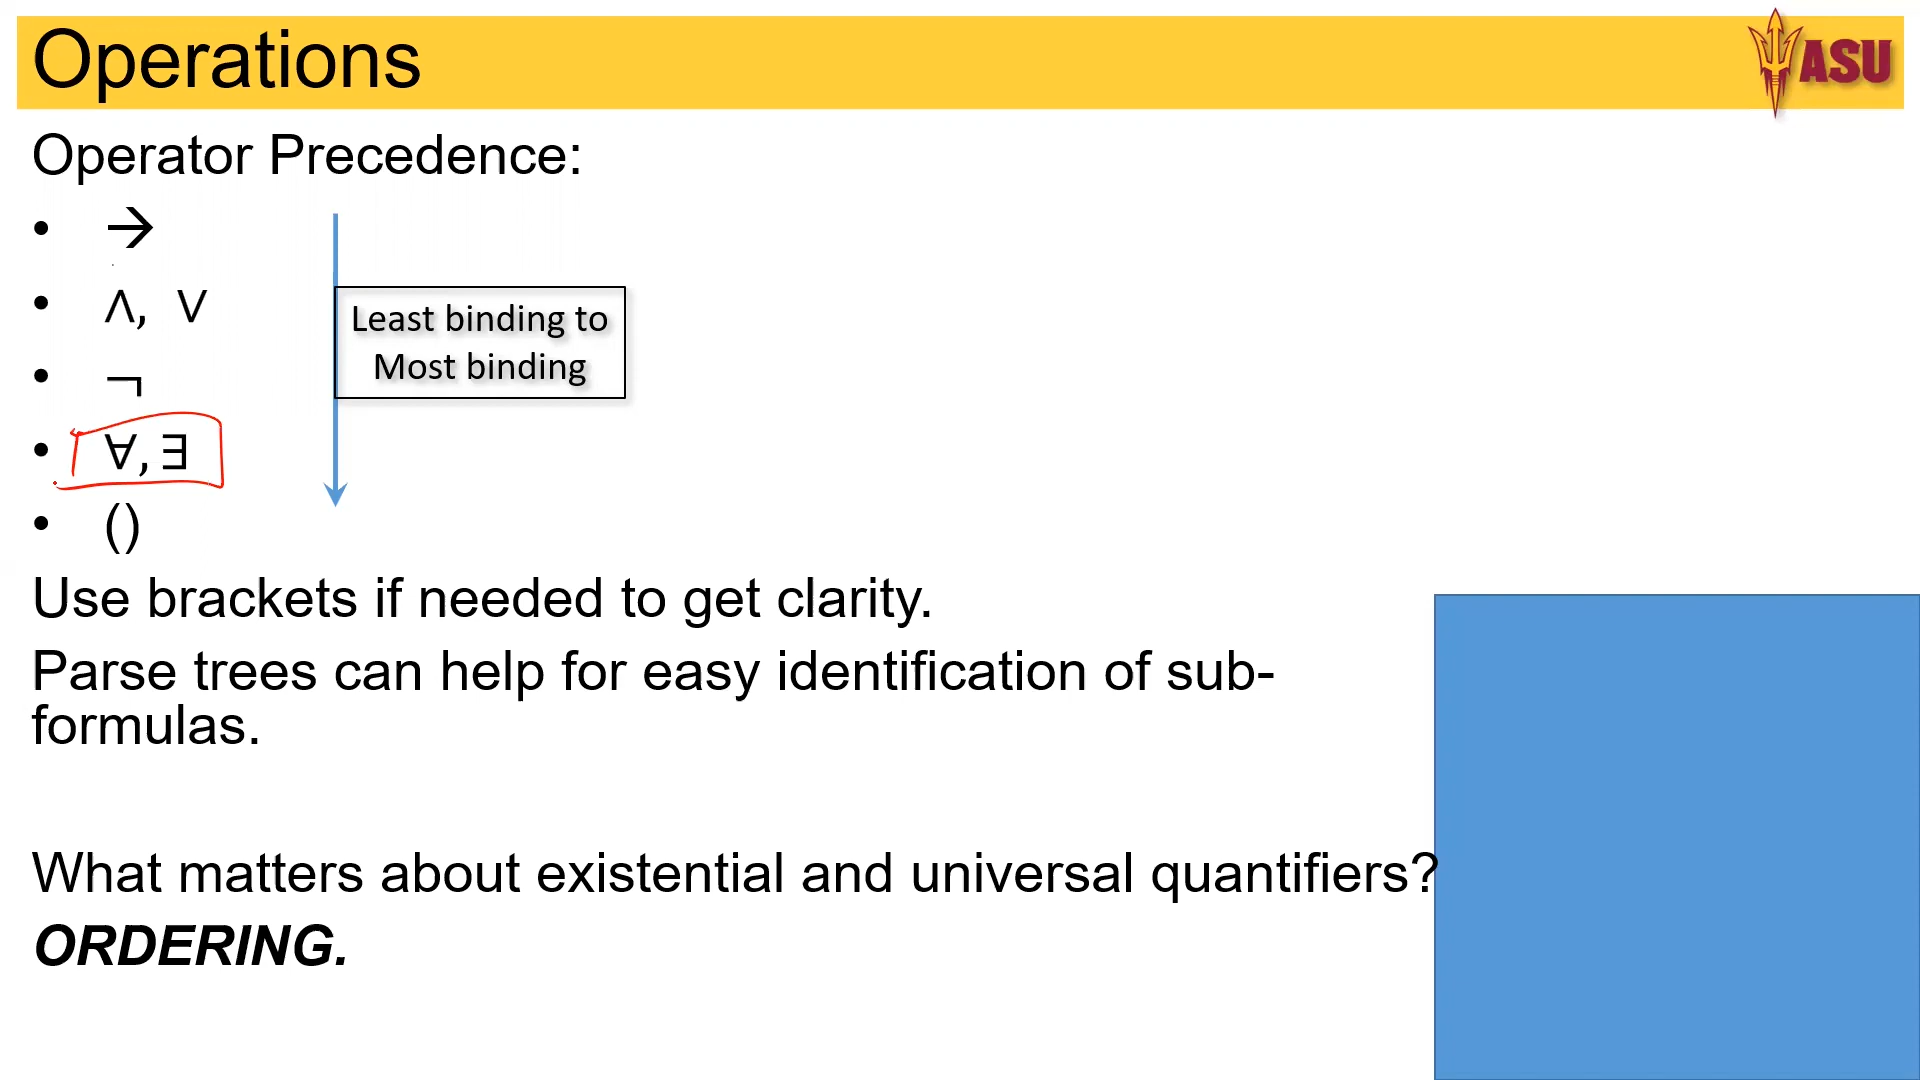 Operations
ASU
Operator Precedence:
• →
• ∧, ∨
• ¬
• ∀, ∃
• ()
Least binding to
Most binding
Use brackets if needed to get clarity.
Parse trees can help for easy identification of sub-
formulas.
What matters about existential and universal quantifiers?
ORDERING.